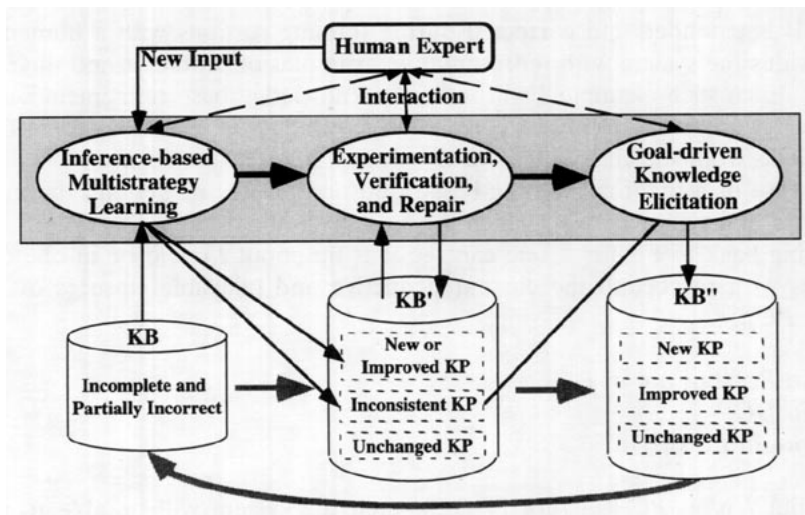 Human Expert
New Input
Interaction
Inference-based
Multistrategy
Learning
Experimentation,
Verification,
and Repair
Goal-driven
Knowledge
Elicitation
KB
Incomplete and
Partially Incorrect
KB'
New or
Improved KP
Inconsistent KP
Unchanged KP
KB"
New KP
Improved KP
Unchanged KP